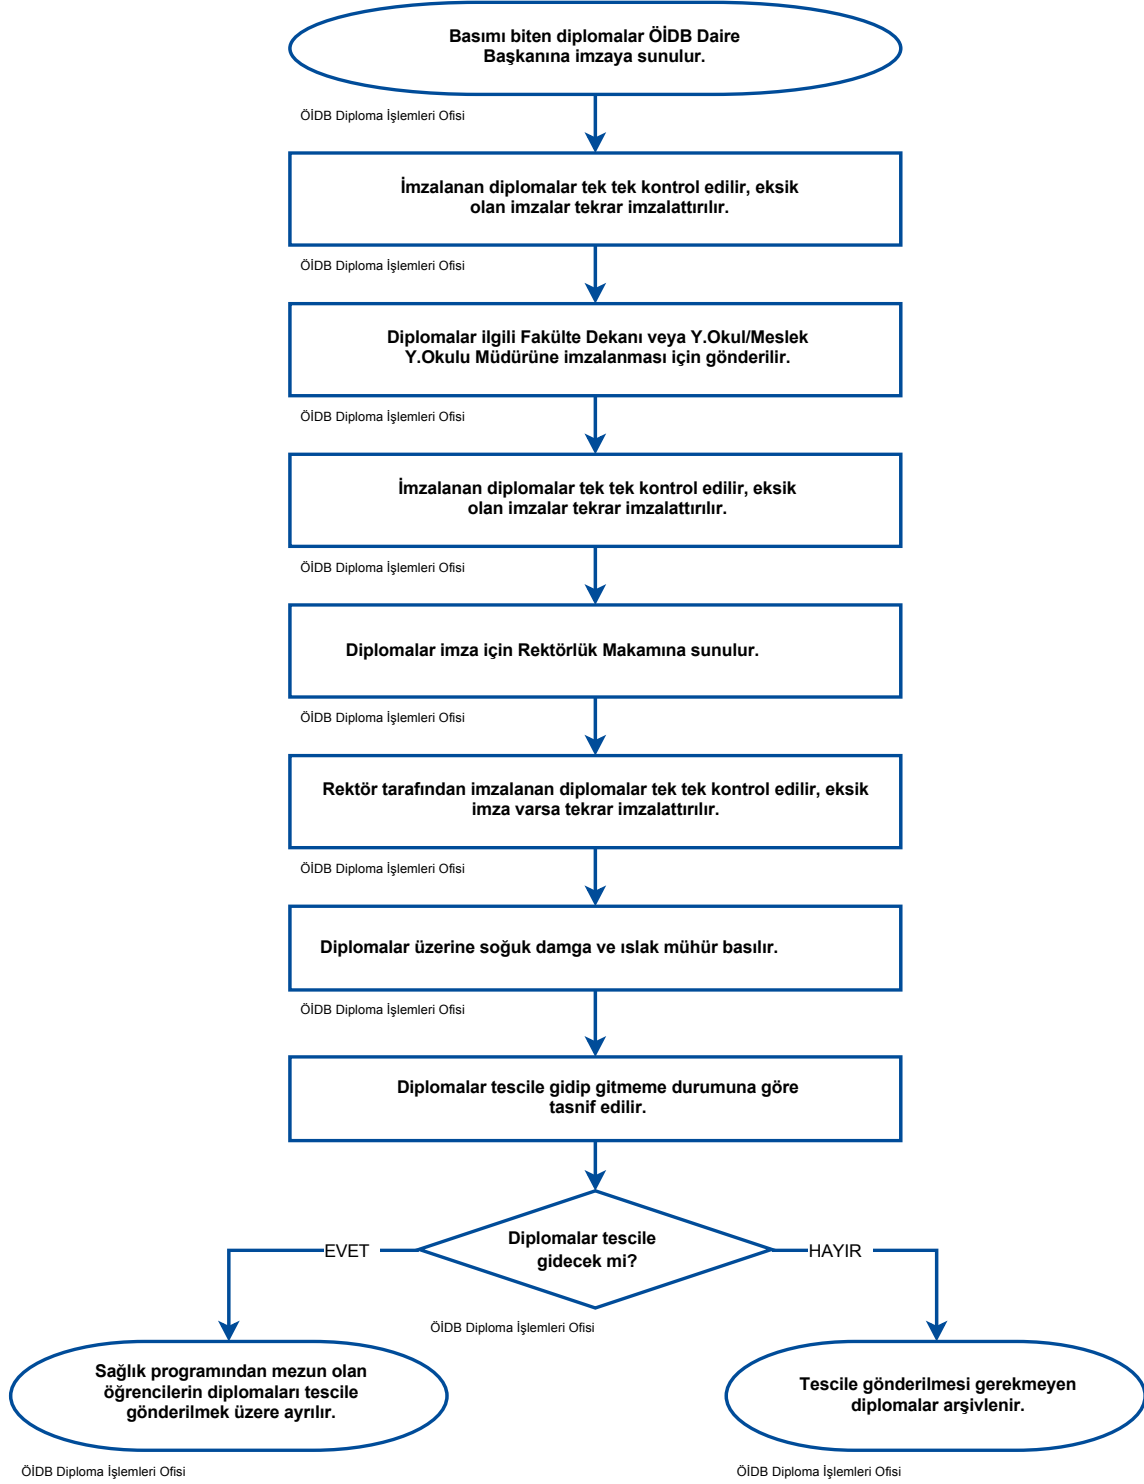 Basımı biten diplomalar ÖİDB Daire
Başkanına imzaya sunulur.
ÖİDB Diploma İşlemleri Ofisi
İmzalanan diplomalar tek tek kontrol edilir, eksik
olan imzalar tekrar imzalattırılır.
ÖİDB Diploma İşlemleri Ofisi
Diplomalar ilgili Fakülte Dekanı veya Y.Okul/Meslek
Y.Okulu Müdürüne imzalanması için gönderilir.
ÖİDB Diploma İşlemleri Ofisi
İmzalanan diplomalar tek tek kontrol edilir, eksik
olan imzalar tekrar imzalattırılır.
ÖİDB Diploma İşlemleri Ofisi
Diplomalar imza için Rektörlük Makamına sunulur.
ÖİDB Diploma İşlemleri Ofisi
Rektör tarafından imzalanan diplomalar tek tek kontrol edilir, eksik
imza varsa tekrar imzalattırılır.
ÖİDB Diploma İşlemleri Ofisi
Diplomalar üzerine soğuk damga ve ıslak mühür basılır.
ÖİDB Diploma İşlemleri Ofisi
Diplomalar tescile gidip gitmeme durumuna göre
tasnif edilir.
Diplomalar tescile
gidecek mi?
EVET
HAYIR
ÖİDB Diploma İşlemleri Ofisi
Sağlık programından mezun olan
öğrencilerin diplomaları tescile
gönderilmek üzere ayrılır.
Tescile gönderilmesi gerekmeyen
diplomalar arşivlenir.
ÖİDB Diploma İşlemleri Ofisi
ÖİDB Diploma İşlemleri Ofisi